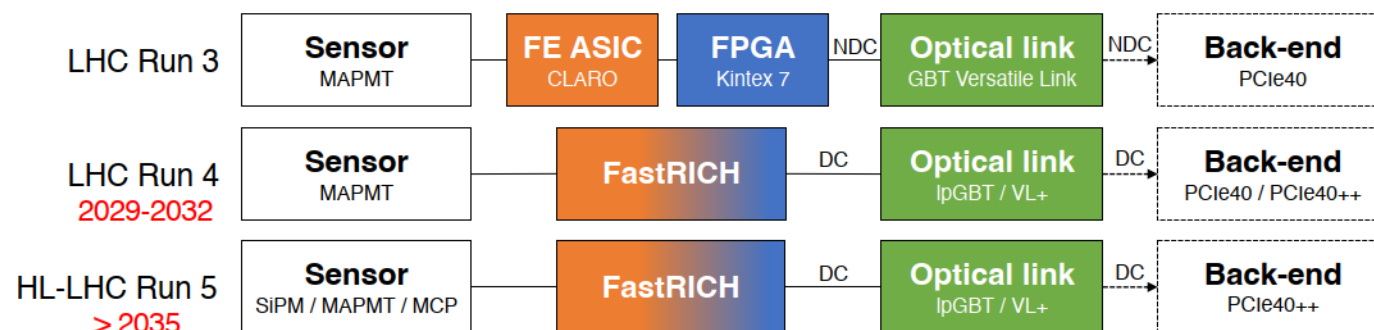 LHC Run 3
Sensor
MAPMT
FE ASIC
CLARO
FPGA
Kintex 7
NDC
Optical link
GBT Versatile Link
NDC
Back-end
PCIe40
LHC Run 4
2029-2032
Sensor
MAPMT
FastRICH
DC
Optical link
lpGBT / VL+
DC
Back-end
PCIe40 / PCIe40++
HL-LHC Run 5
> 2035
Sensor
SiPM / MAPMT / MCP
FastRICH
DC
Optical link
lpGBT / VL+
DC
Back-end
PCIe40++